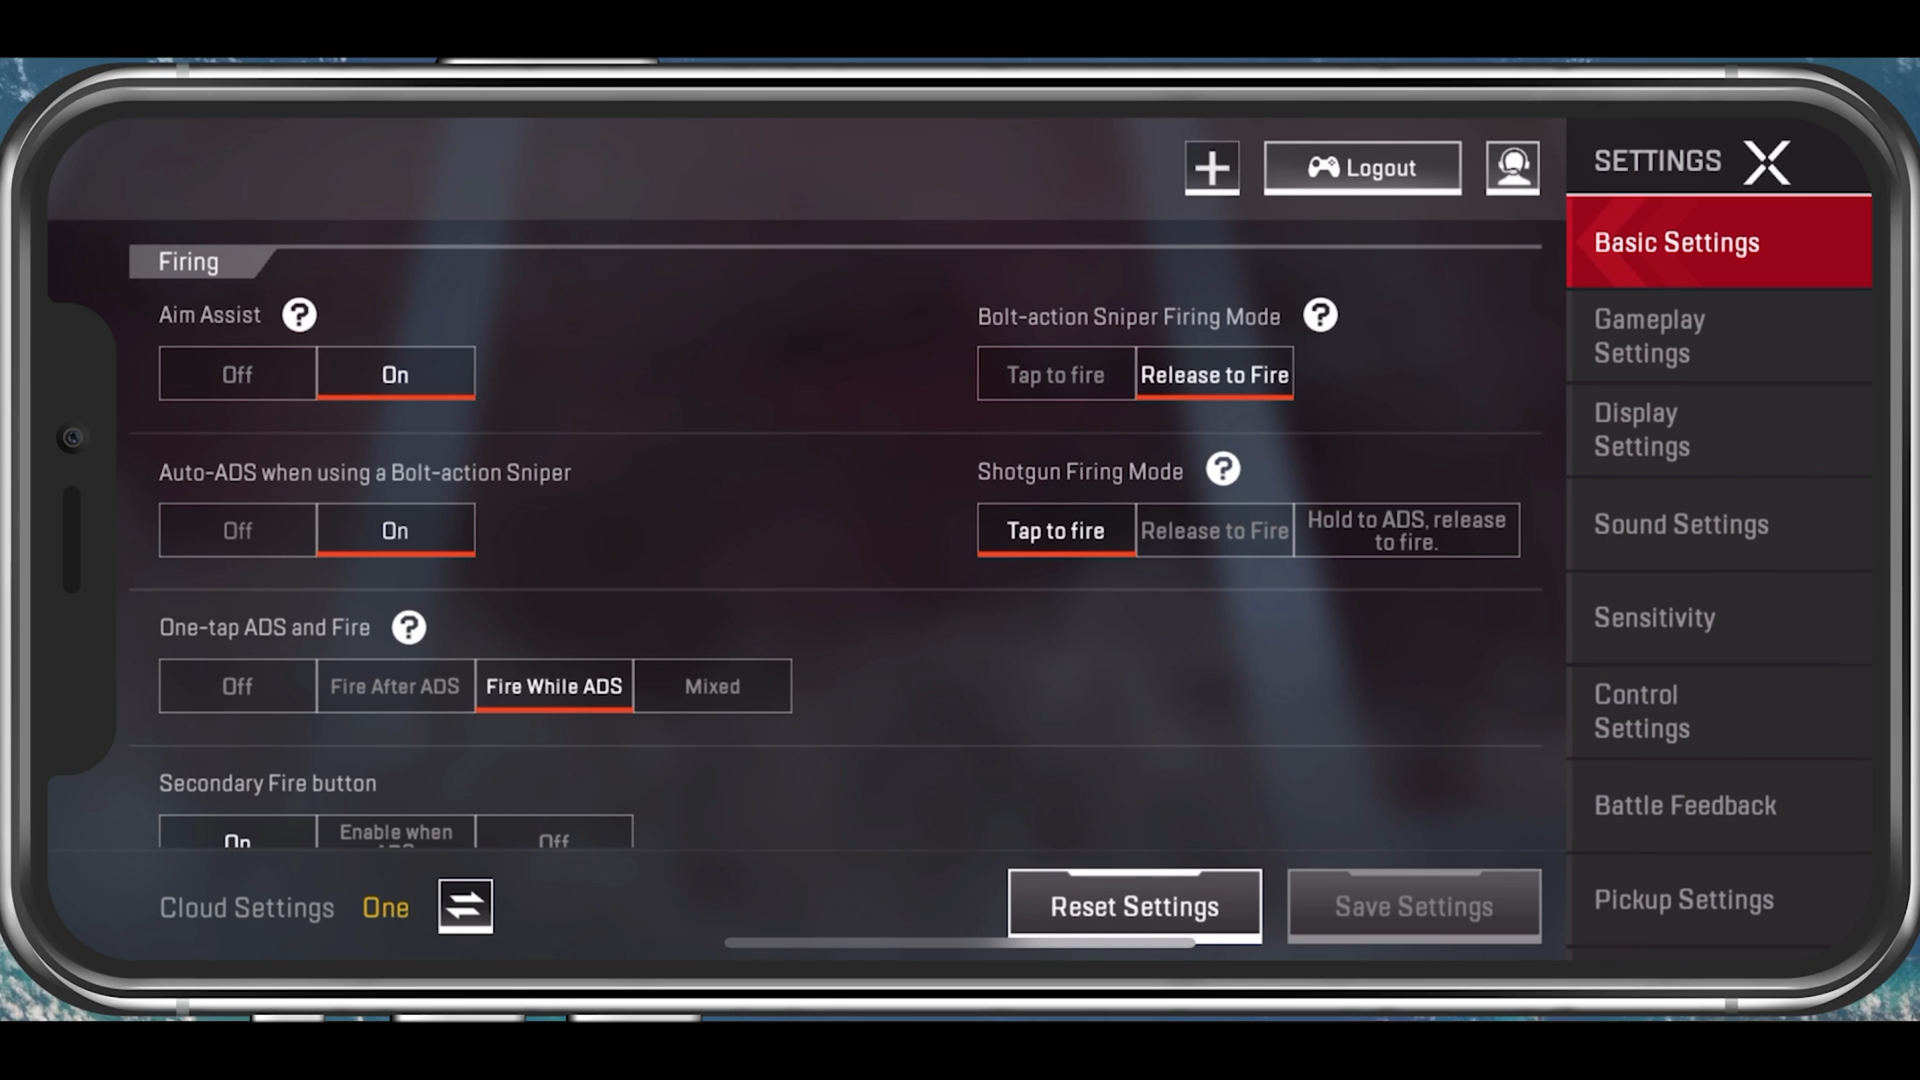 Logout
SETTINGS
Basic Settings
Gameplay
Settings
Display
Settings
Sound Settings
Sensitivity
Control
Settings
Battle Feedback
Pickup Settings
Firing
Aim Assist ?
Off On
Bolt-action Sniper Firing Mode ?
Tap to fire Release to Fire
Auto-ADS when using a Bolt-action Sniper
Off On
Shotgun Firing Mode ?
Tap to fire Release to Fire Hold to ADS, release
to fire.
One-tap ADS and Fire ?
Off Fire After ADS Fire While ADS Mixed
Secondary Fire button
On Enable when
ADS Off
Cloud Settings One
Reset Settings
Save Settings